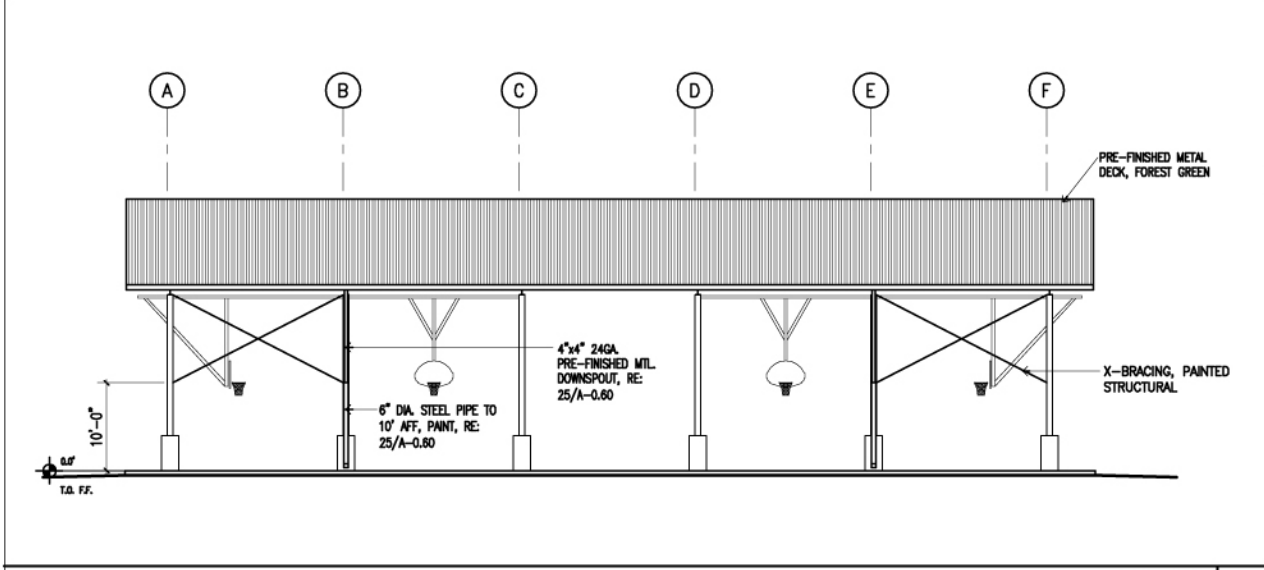 A
B
C
D
E
F
PRE-FINISHED METAL
DECK, FOREST GREEN
4"x4" 24GA.
PRE-FINISHED MTL.
DOWNSPOUT, RE:
25/A-0.60
X-BRACING, PAINTED
STRUCTURAL
6" DIA. STEEL PIPE TO
10' AFF, PAINT, RE:
25/A-0.60
10'-0"
0.0'
T.O. F.F.